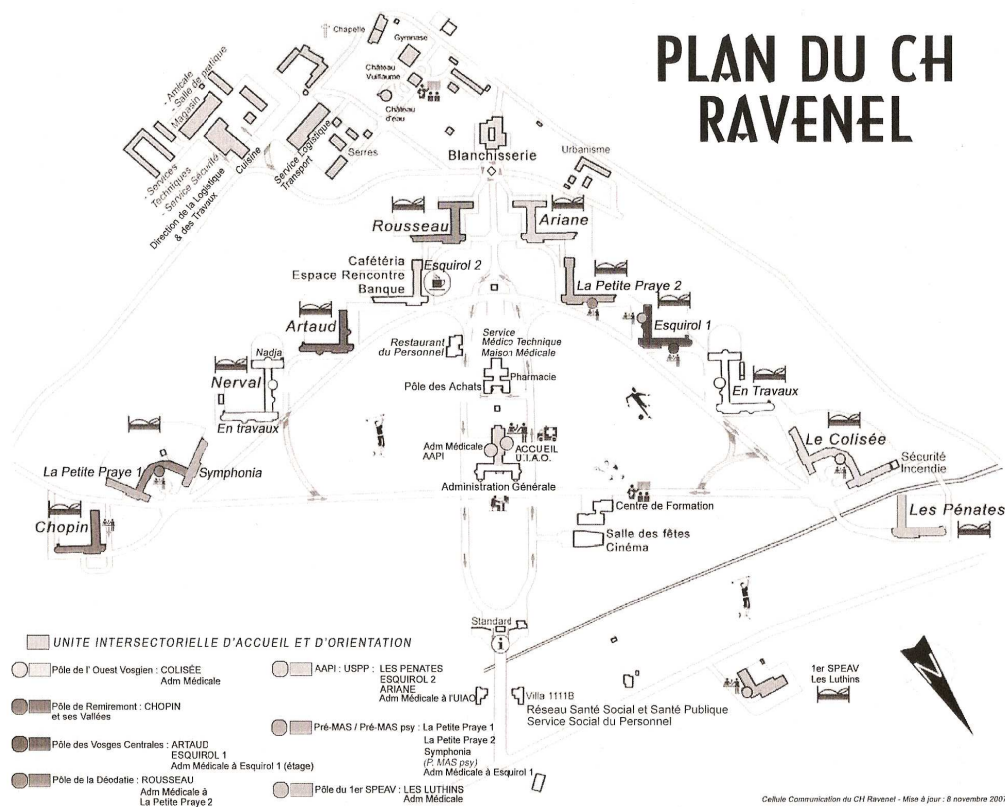 PLAN DU CH
RAVENEL
Chapelle
Gymnase
Château
Vuillaume
Château
d'eau
- Amicale
- Salle de pratique
Magasin
- Services
Techniques
- Service Sécurité
Direction de la Logistique
& des Travaux
Cuisine
Service Logistique
Transport
Serres
Blanchisserie
Urbanisme
Rousseau
Ariane
Cafétéria
Espace Rencontre
Banque
Esquirol 2
La Petite Praye 2
Artaud
Esquirol 1
Restaurant
du Personnel
Service
Médico Technique
Maison Médicale
Pharmacie
Pôle des Achats
Nadja
Nerval
En travaux
En Travaux
Adm Médicale
AAPI
ACCUEIL
U.I.A.O.
Administration Générale
Le Colisée
Sécurité
Incendie
La Petite Praye 1
Symphonia
Chopin
Centre de Formation
Salle des fêtes
Cinéma
Les Pénates
Standard
i
UNITE INTERSECTORIELLE D'ACCUEIL ET D'ORIENTATION
Pôle de l' Ouest Vosgien : COLISÉE
Adm Médicale
Pôle de Remiremont : CHOPIN
et ses Vallées
Pôle des Vosges Centrales : ARTAUD
ESQUIROL 1
Adm Médicale à Esquirol 1 (étage)
Pôle de la Déodatie : ROUSSEAU
Adm Médicale à
La Petite Praye 2
AAPI : USPP : LES PENATES
ESQUIROL 2
ARIANE
Adm Médicale à l'UIAO
Pré-MAS / Pré-MAS psy : La Petite Praye 1
La Petite Praye 2
Symphonia
(P. MAS psy)
Adm Médicale à Esquirol 1
Pôle du 1er SPEAV : LES LUTHINS
Adm Médicale
Villa 1111B
Réseau Santé Social et Santé Publique
Service Social du Personnel
1er SPEAV
Les Luthins
N
Cellule Communication du CH Ravenel - Mise à jour : 8 novembre 2007